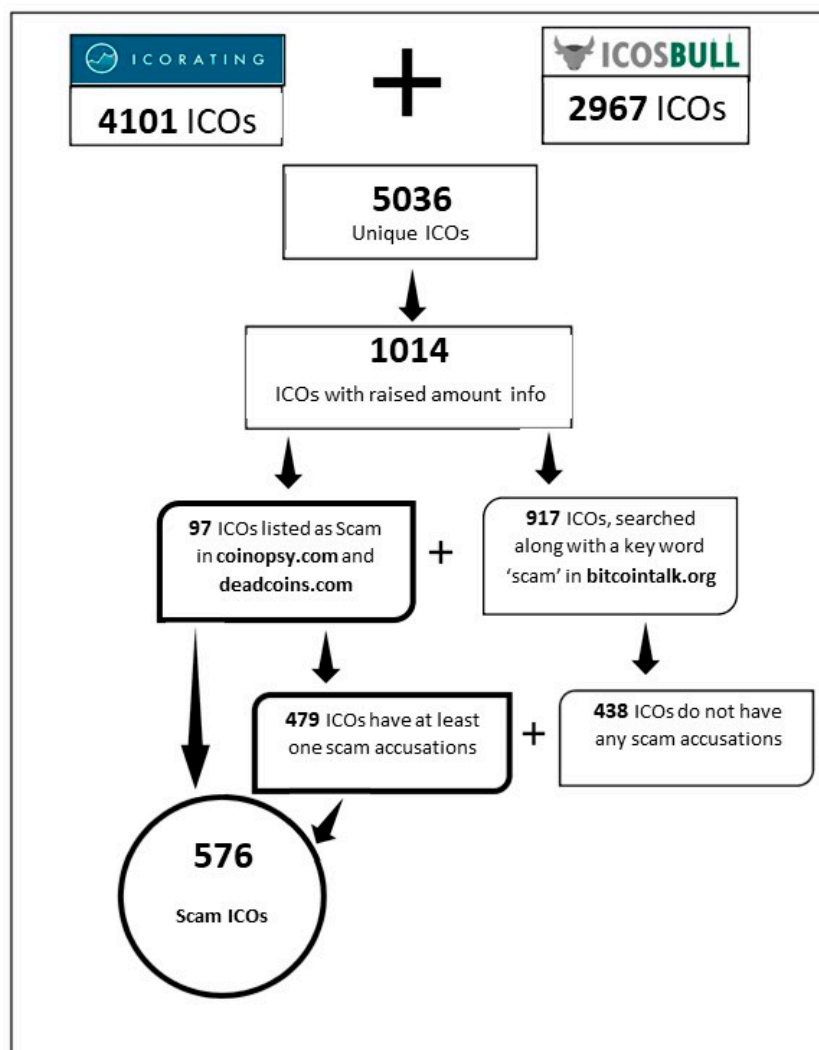 ICORATING
4101 ICOs
ICOSBULL
2967 ICOs
+
5036
Unique ICOs
1014
ICOs with raised amount info
97 ICOs listed as Scam
in coinopsy.com and
deadcoins.com
+
917 ICOs, searched
along with a key word
‘scam’ in bitcointalk.org
479 ICOs have at least
one scam accusations
+
438 ICOs do not have
any scam accusations
576
Scam ICOs